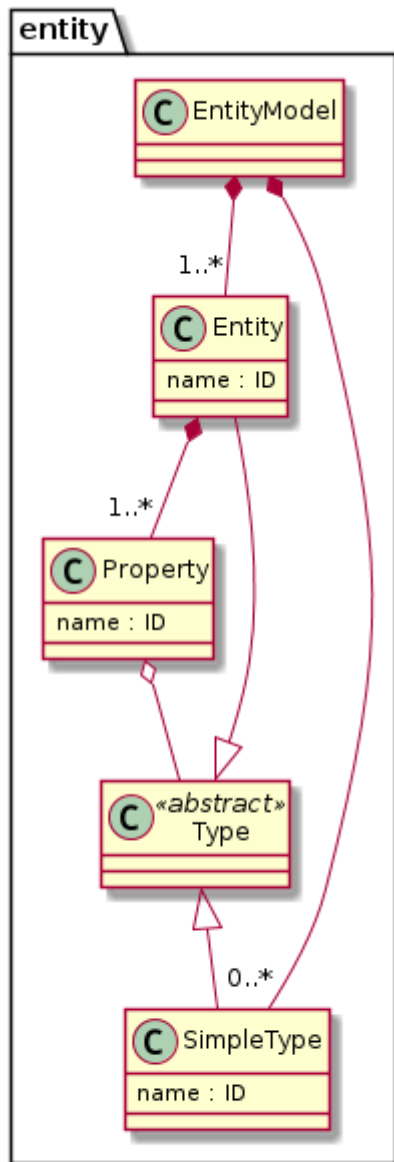 entity
C EntityModel
1..*
C Entity
name : ID
1..*
C Property
name : ID
C «abstract»
Type
0..*
C SimpleType
name : ID